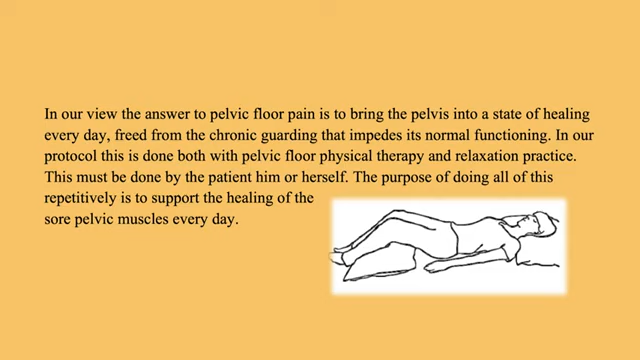 In our view the answer to pelvic floor pain is to bring the pelvis into a state of healing
every day, freed from the chronic guarding that impedes its normal functioning. In our
protocol this is done both with pelvic floor physical therapy and relaxation practice.
This must be done by the patient him or herself. The purpose of doing all of this
repetitively is to support the healing of the
sore pelvic muscles every day.